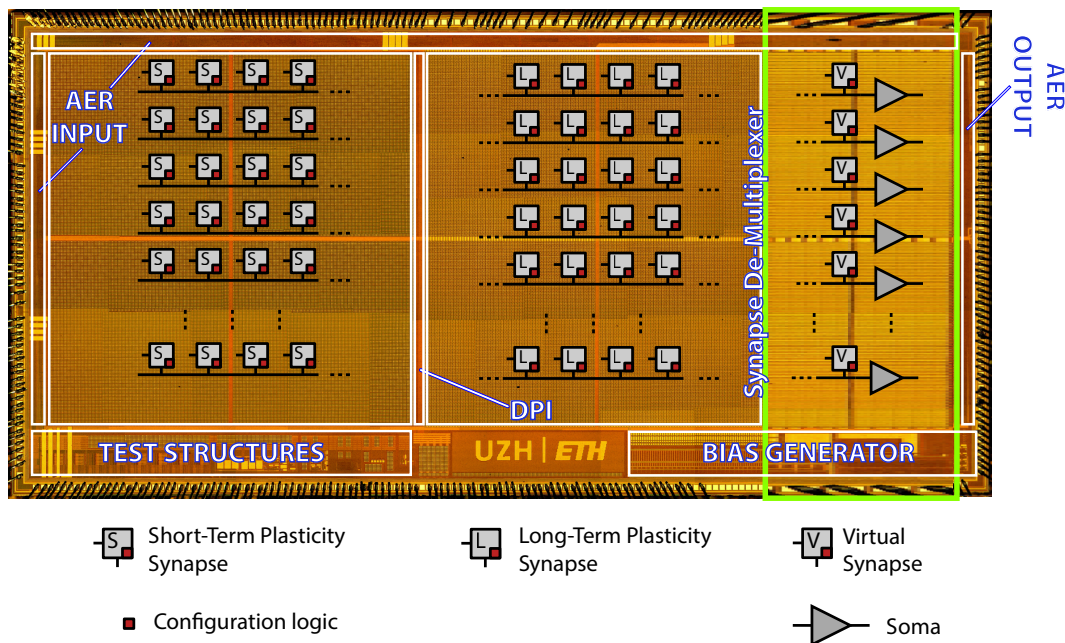 AER
INPUT
AER
OUTPUT
S S S S
L L L L
V
S S S S
L L L L
V
S S S S
L L L L
V
S S S S
L L L L
V
S S S S
L L L L
V
S S S S
L L L L
V
Synapse De-Multiplexer
DPI
TEST STRUCTURES
UZH | ETH
BIAS GENERATOR
S Short-Term Plasticity
Synapse
L Long-Term Plasticity
Synapse
V Virtual
Synapse
Configuration logic
Soma